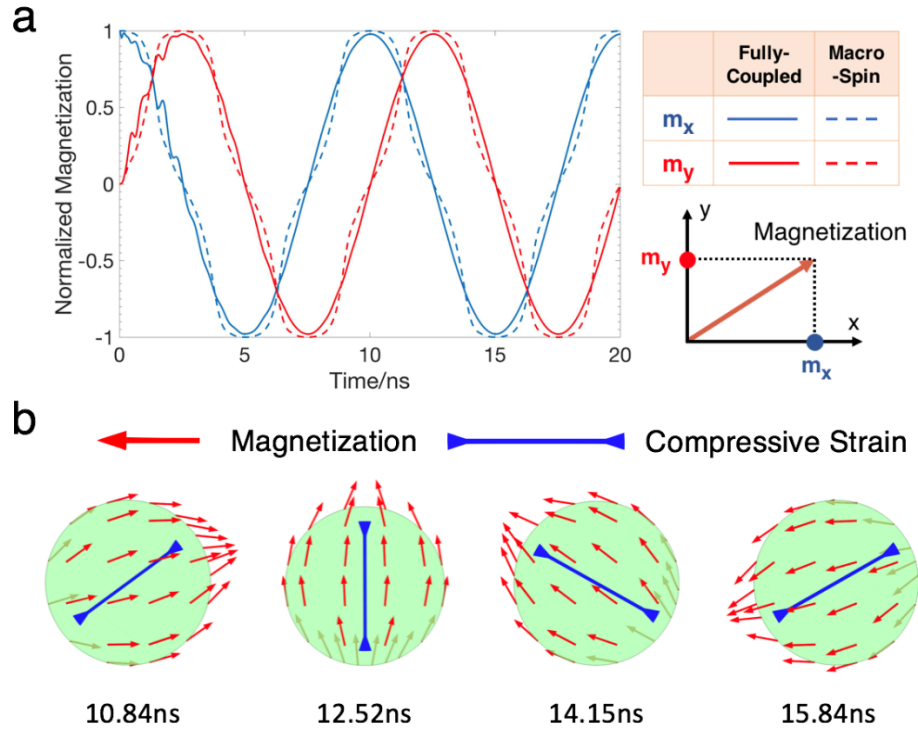 a
1
0.5
0
-0.5
-1
Normalized Magnetization
0 5 10 15 20
Time/ns
Fully-Coupled Macro-Spin
mx
my
y
Magnetization
my
x
mx
b
Magnetization Compressive Strain
10.84ns 12.52ns 14.15ns 15.84ns